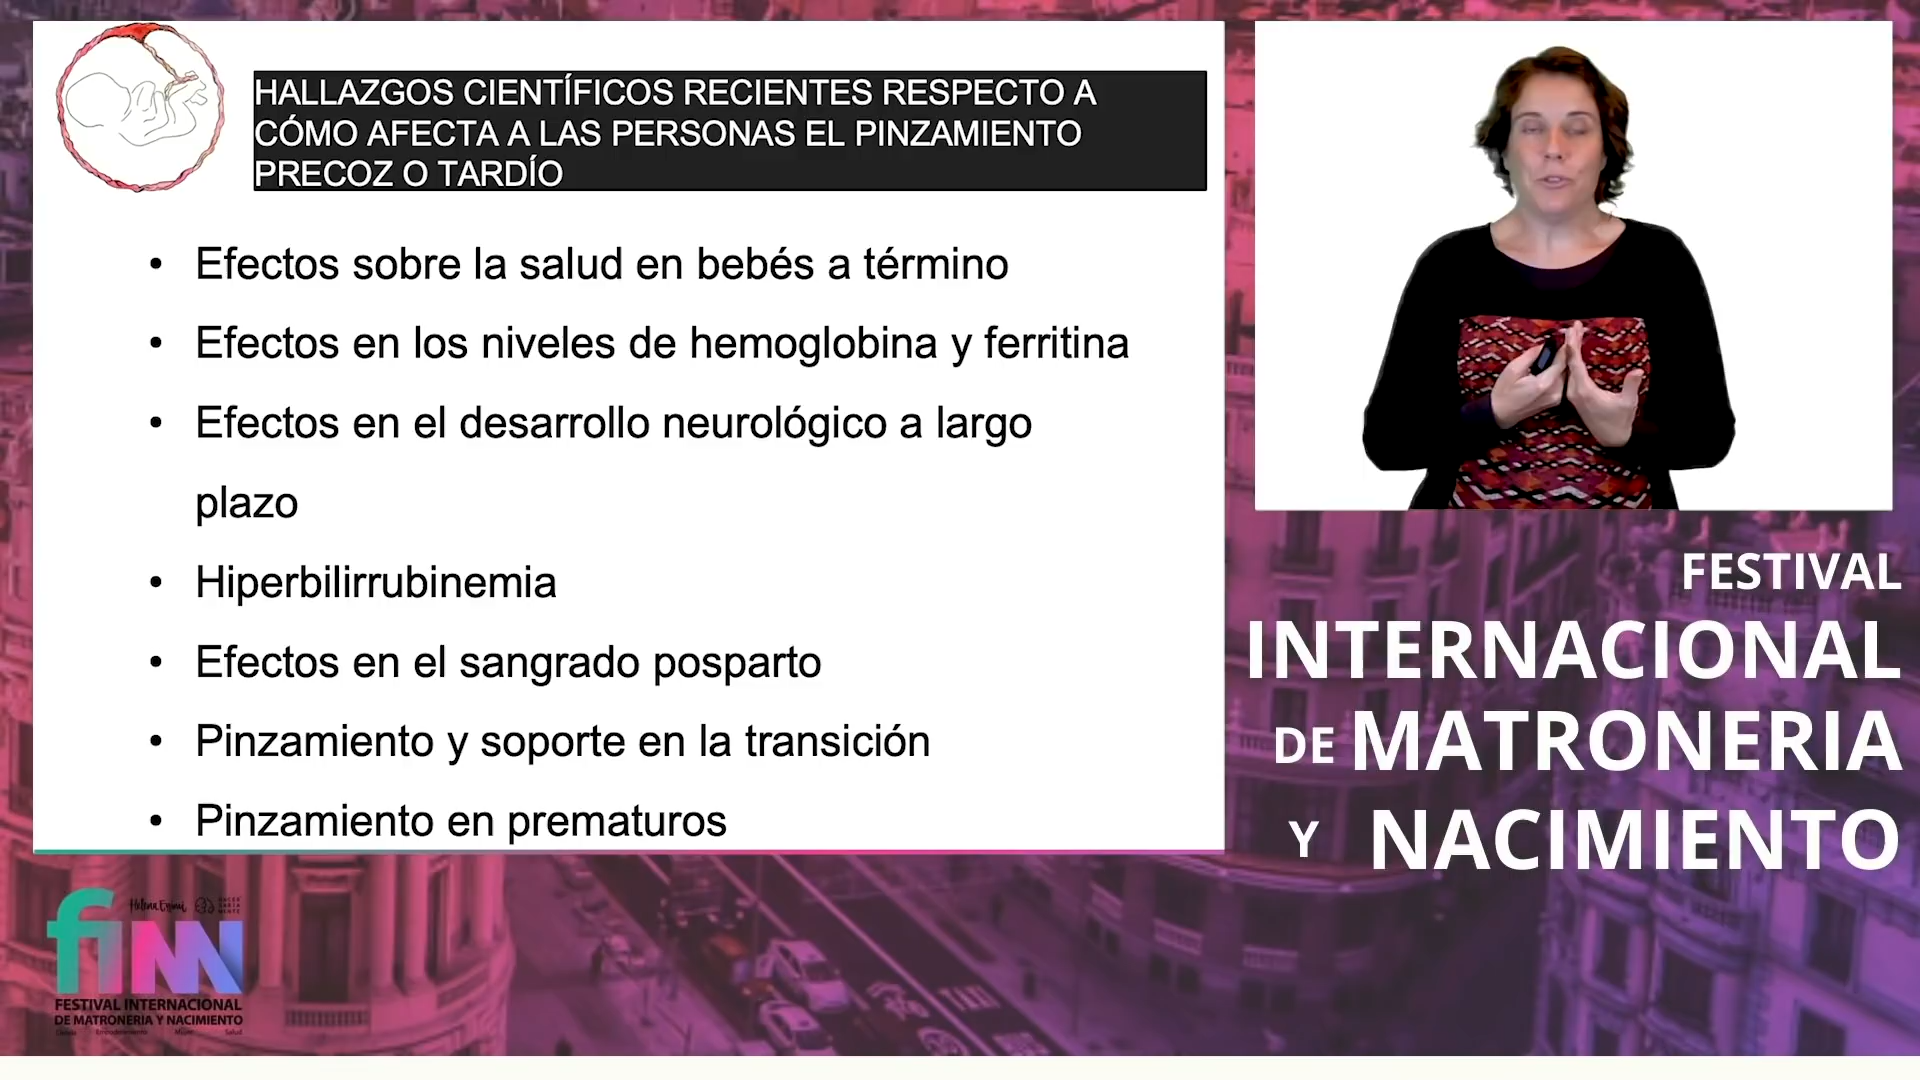 HALLAZGOS CIENTÍFICOS RECIENTES RESPECTO A
CÓMO AFECTA A LAS PERSONAS EL PINZAMIENTO
PRECOZ O TARDÍO
• Efectos sobre la salud en bebés a término
• Efectos en los niveles de hemoglobina y ferritina
• Efectos en el desarrollo neurológico a largo
plazo
• Hiperbilirrubinemia
• Efectos en el sangrado posparto
• Pinzamiento y soporte en la transición
• Pinzamiento en prematuros
FESTIVAL
INTERNACIONAL
DE MATRONERIA
Y NACIMIENTO
fimn
FESTIVAL INTERNACIONAL
DE MATRONERIA Y NACIMIENTO
TAXI